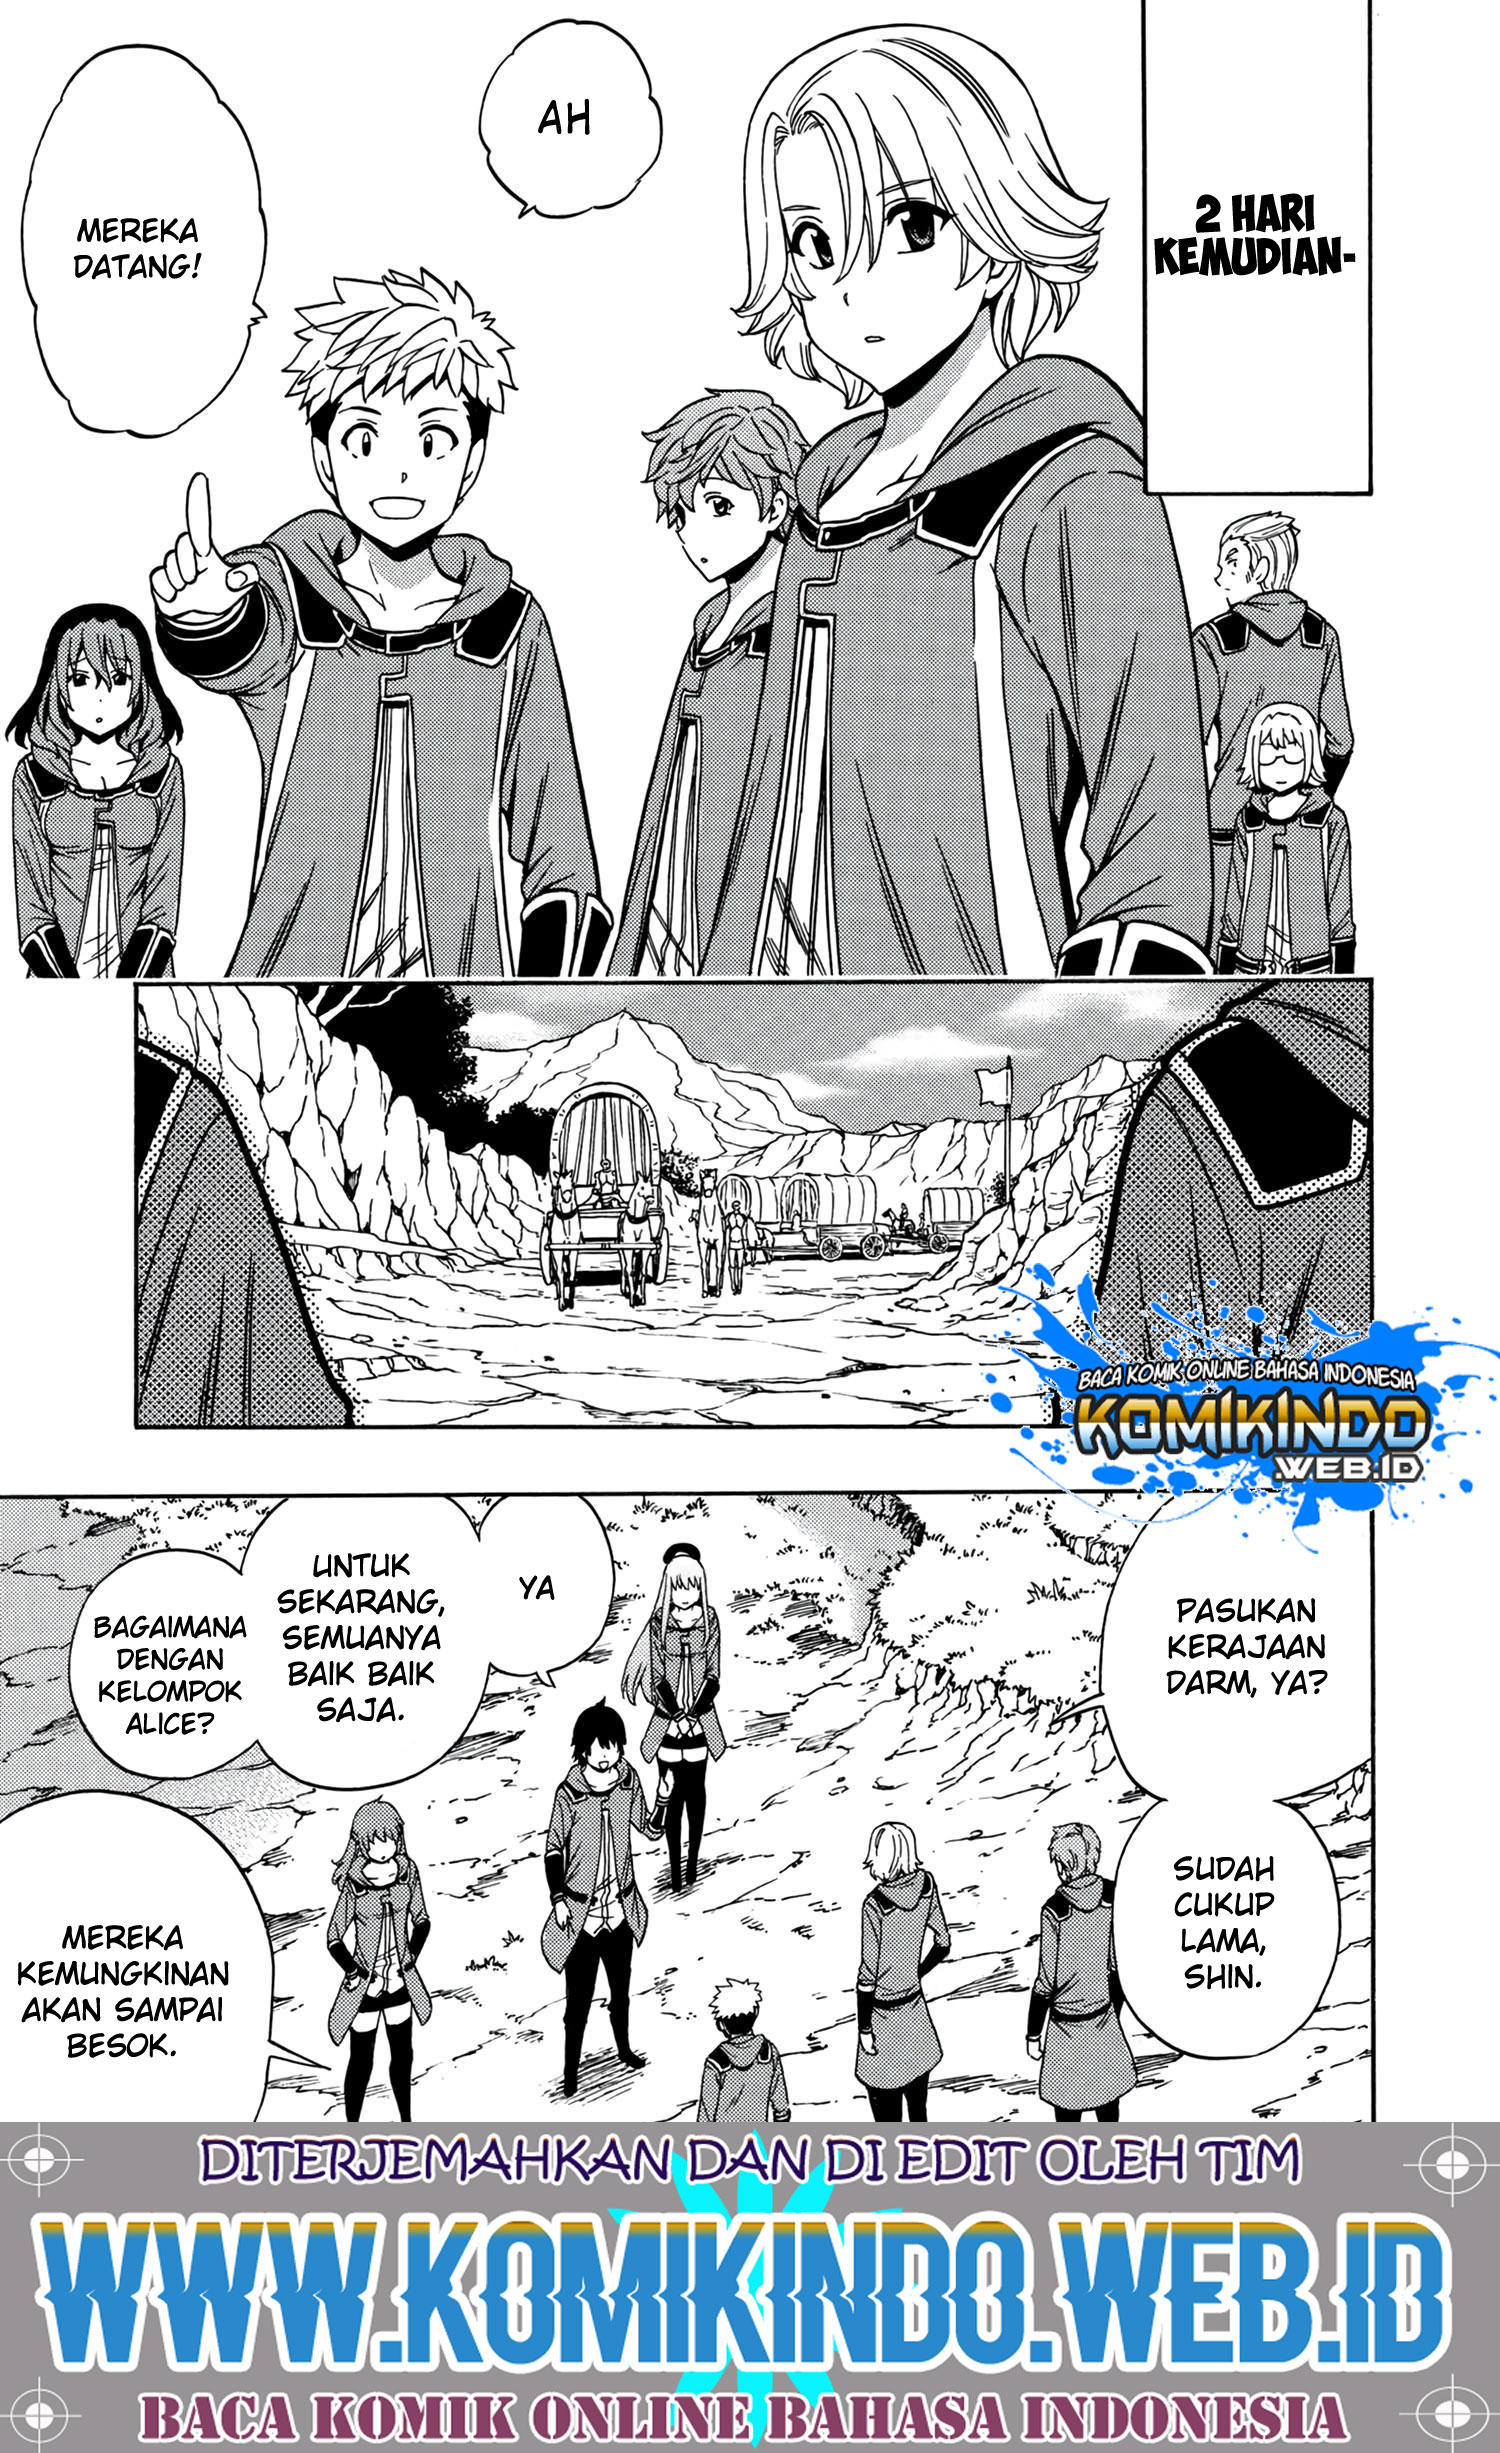 2 HARI
KEMUDIAN-
AH
MEREKA
DATANG!
BACA KOMIK ONLINE BAHASA INDONESIA
KOMIKINDO
.WEB.ID
PASUKAN
KERAJAAN
DARM, YA?
SUDAH
CUKUP
LAMA,
SHIN.
YA
UNTUK
SEKARANG,
SEMUANYA
BAIK BAIK
SAJA.
BAGAIMANA
DENGAN
KELOMPOK
ALICE?
MEREKA
KEMUNGKINAN
AKAN SAMPAI
BESOK.
DITERJEMAHKAN DAN DI EDIT OLEH TIM
WWW.KOMIKINDO.WEB.ID
BACA KOMIK ONLINE BAHASA INDONESIA